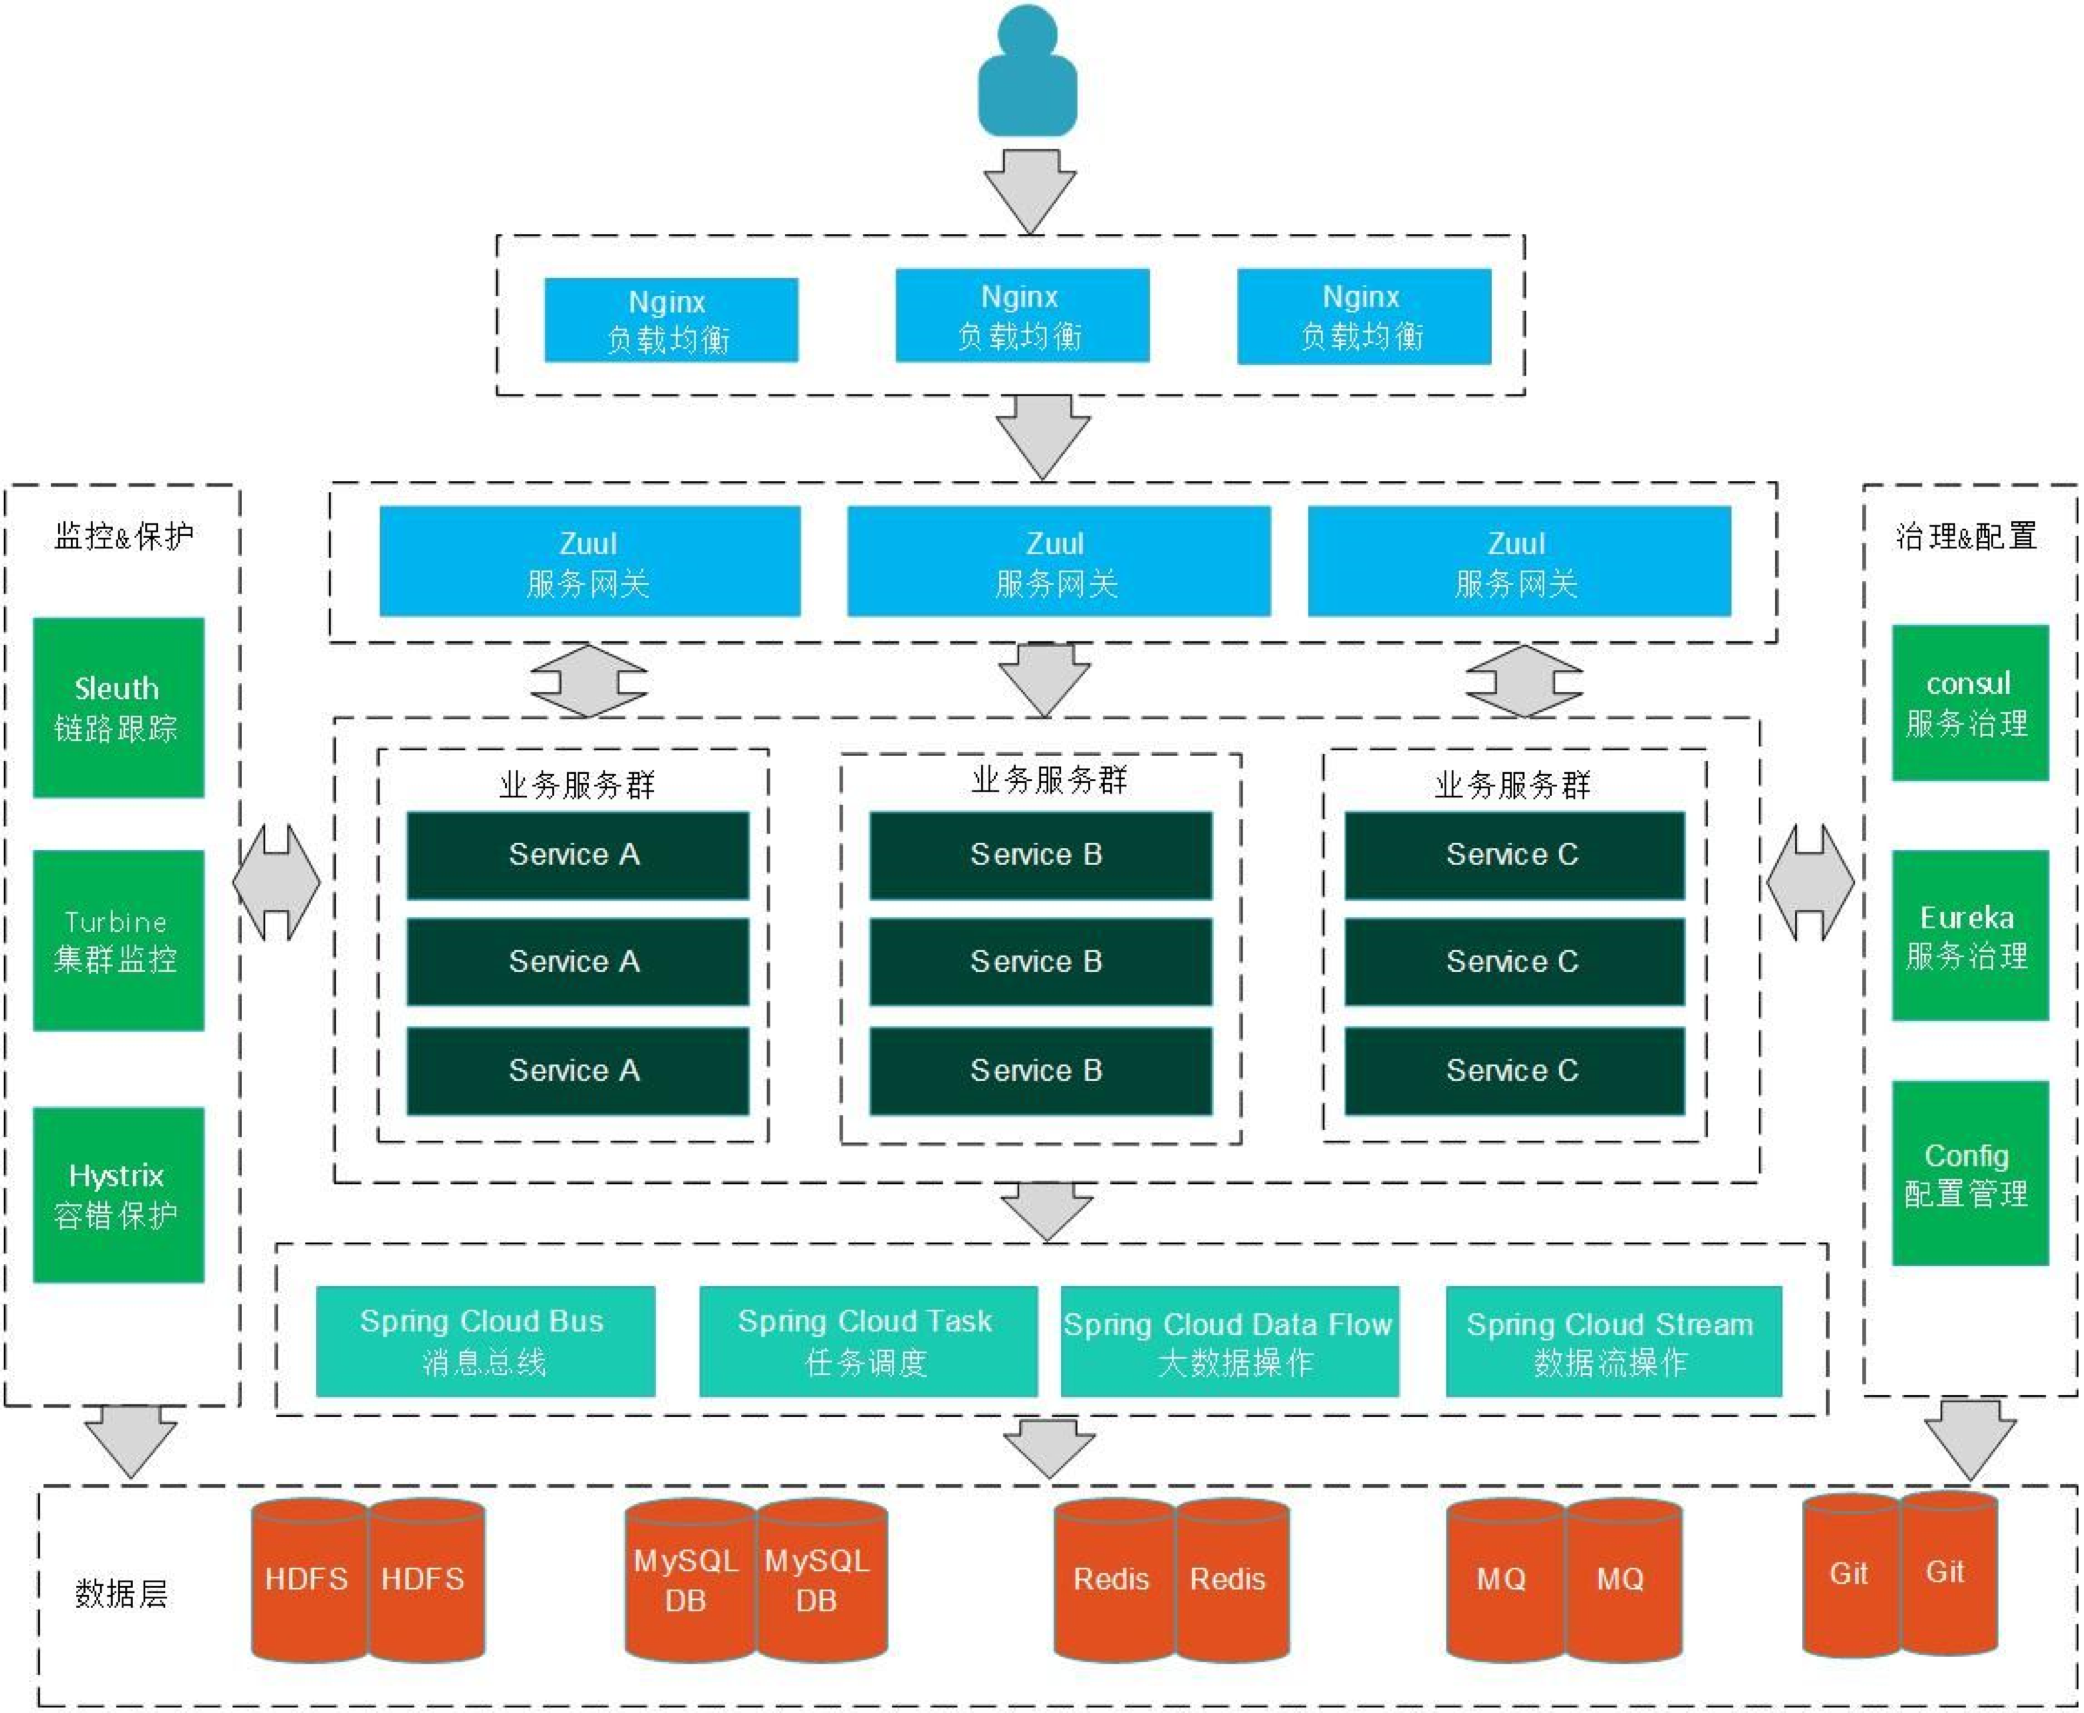 Nginx
负载均衡
Nginx
负载均衡
Nginx
负载均衡
监控&保护
Sleuth
链路跟踪
Turbine
集群监控
Hystrix
容错保护
Zuul
服务网关
Zuul
服务网关
Zuul
服务网关
业务服务群
Service A
Service A
Service A
业务服务群
Service B
Service B
Service B
业务服务群
Service C
Service C
Service C
治理&配置
consul
服务治理
Eureka
服务治理
Config
配置管理
Spring Cloud Bus
消息总线
Spring Cloud Task
任务调度
Spring Cloud Data Flow
大数据操作
Spring Cloud Stream
数据流操作
数据层
HDFS
HDFS
MySQL
DB
MySQL
DB
Redis
Redis
MQ
MQ
Git
Git